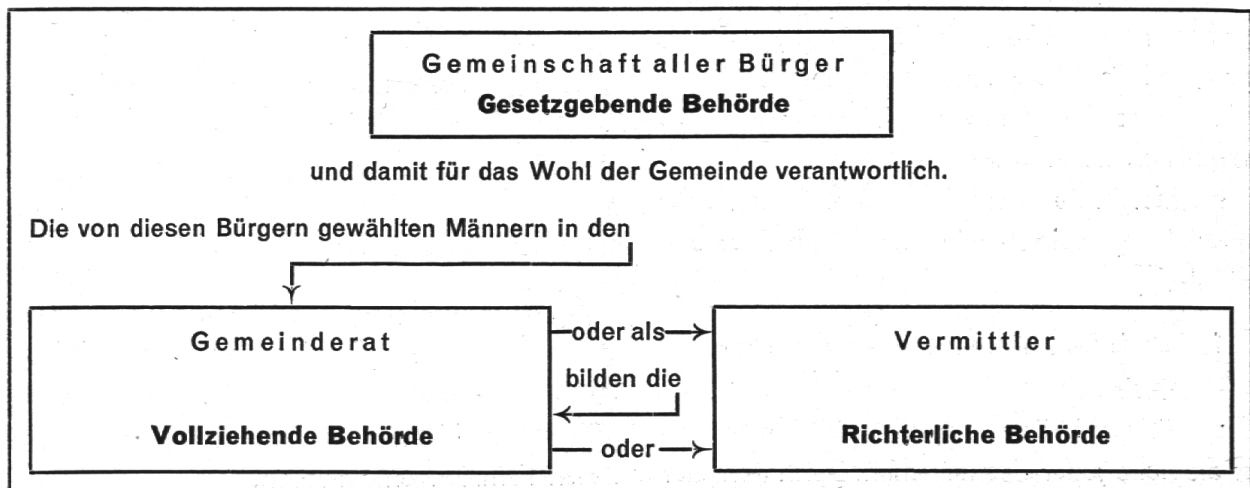 Gemeinschaft aller Bürger
Gesetzgebende Behörde
und damit für das Wohl der Gemeinde verantwortlich.
Die von diesen Bürgern gewählten Männern in den
Gemeinderat
oder als
Vermittler
bilden die
Vollziehende Behörde
oder
Richterliche Behörde